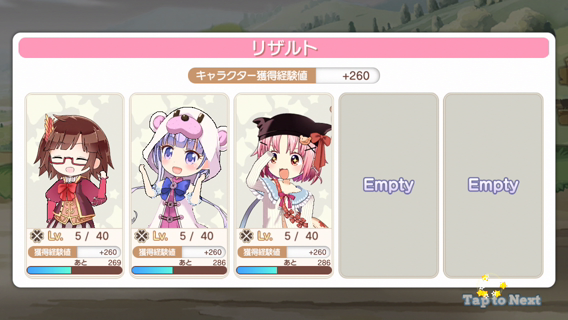 リザルト
キャラクター獲得経験値 +260
Lv. 5 / 40
獲得経験値 +260
あと 269
Lv. 5 / 40
獲得経験値 +260
あと 286
Lv. 5 / 40
獲得経験値 +260
あと 286
Empty
Empty
Tap to Next